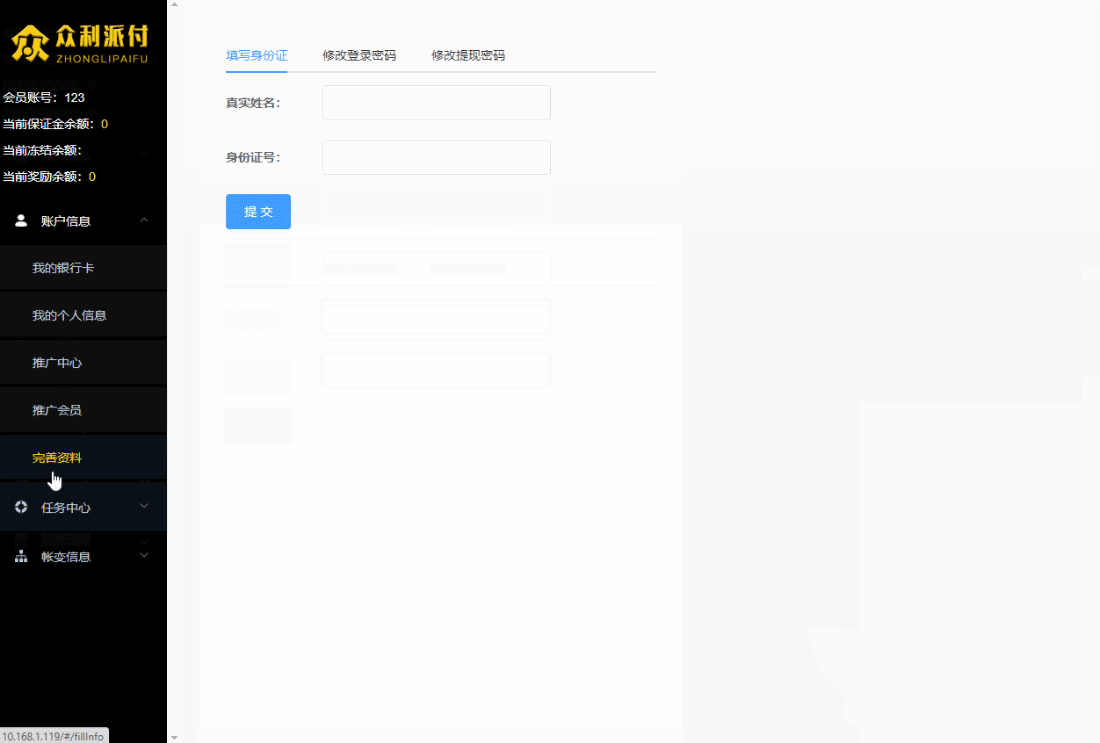 众利派付
ZHONGLIPAIFU
会员账号：123
当前保证金余额：0
当前冻结余额：
当前奖励余额：0
账户信息
我的银行卡
我的个人信息
推广中心
推广会员
完善资料
任务中心
帐变信息
填写身份证 修改登录密码 修改提现密码
真实姓名：
身份证号：
提 交
10.168.1.119/#/fillInfo